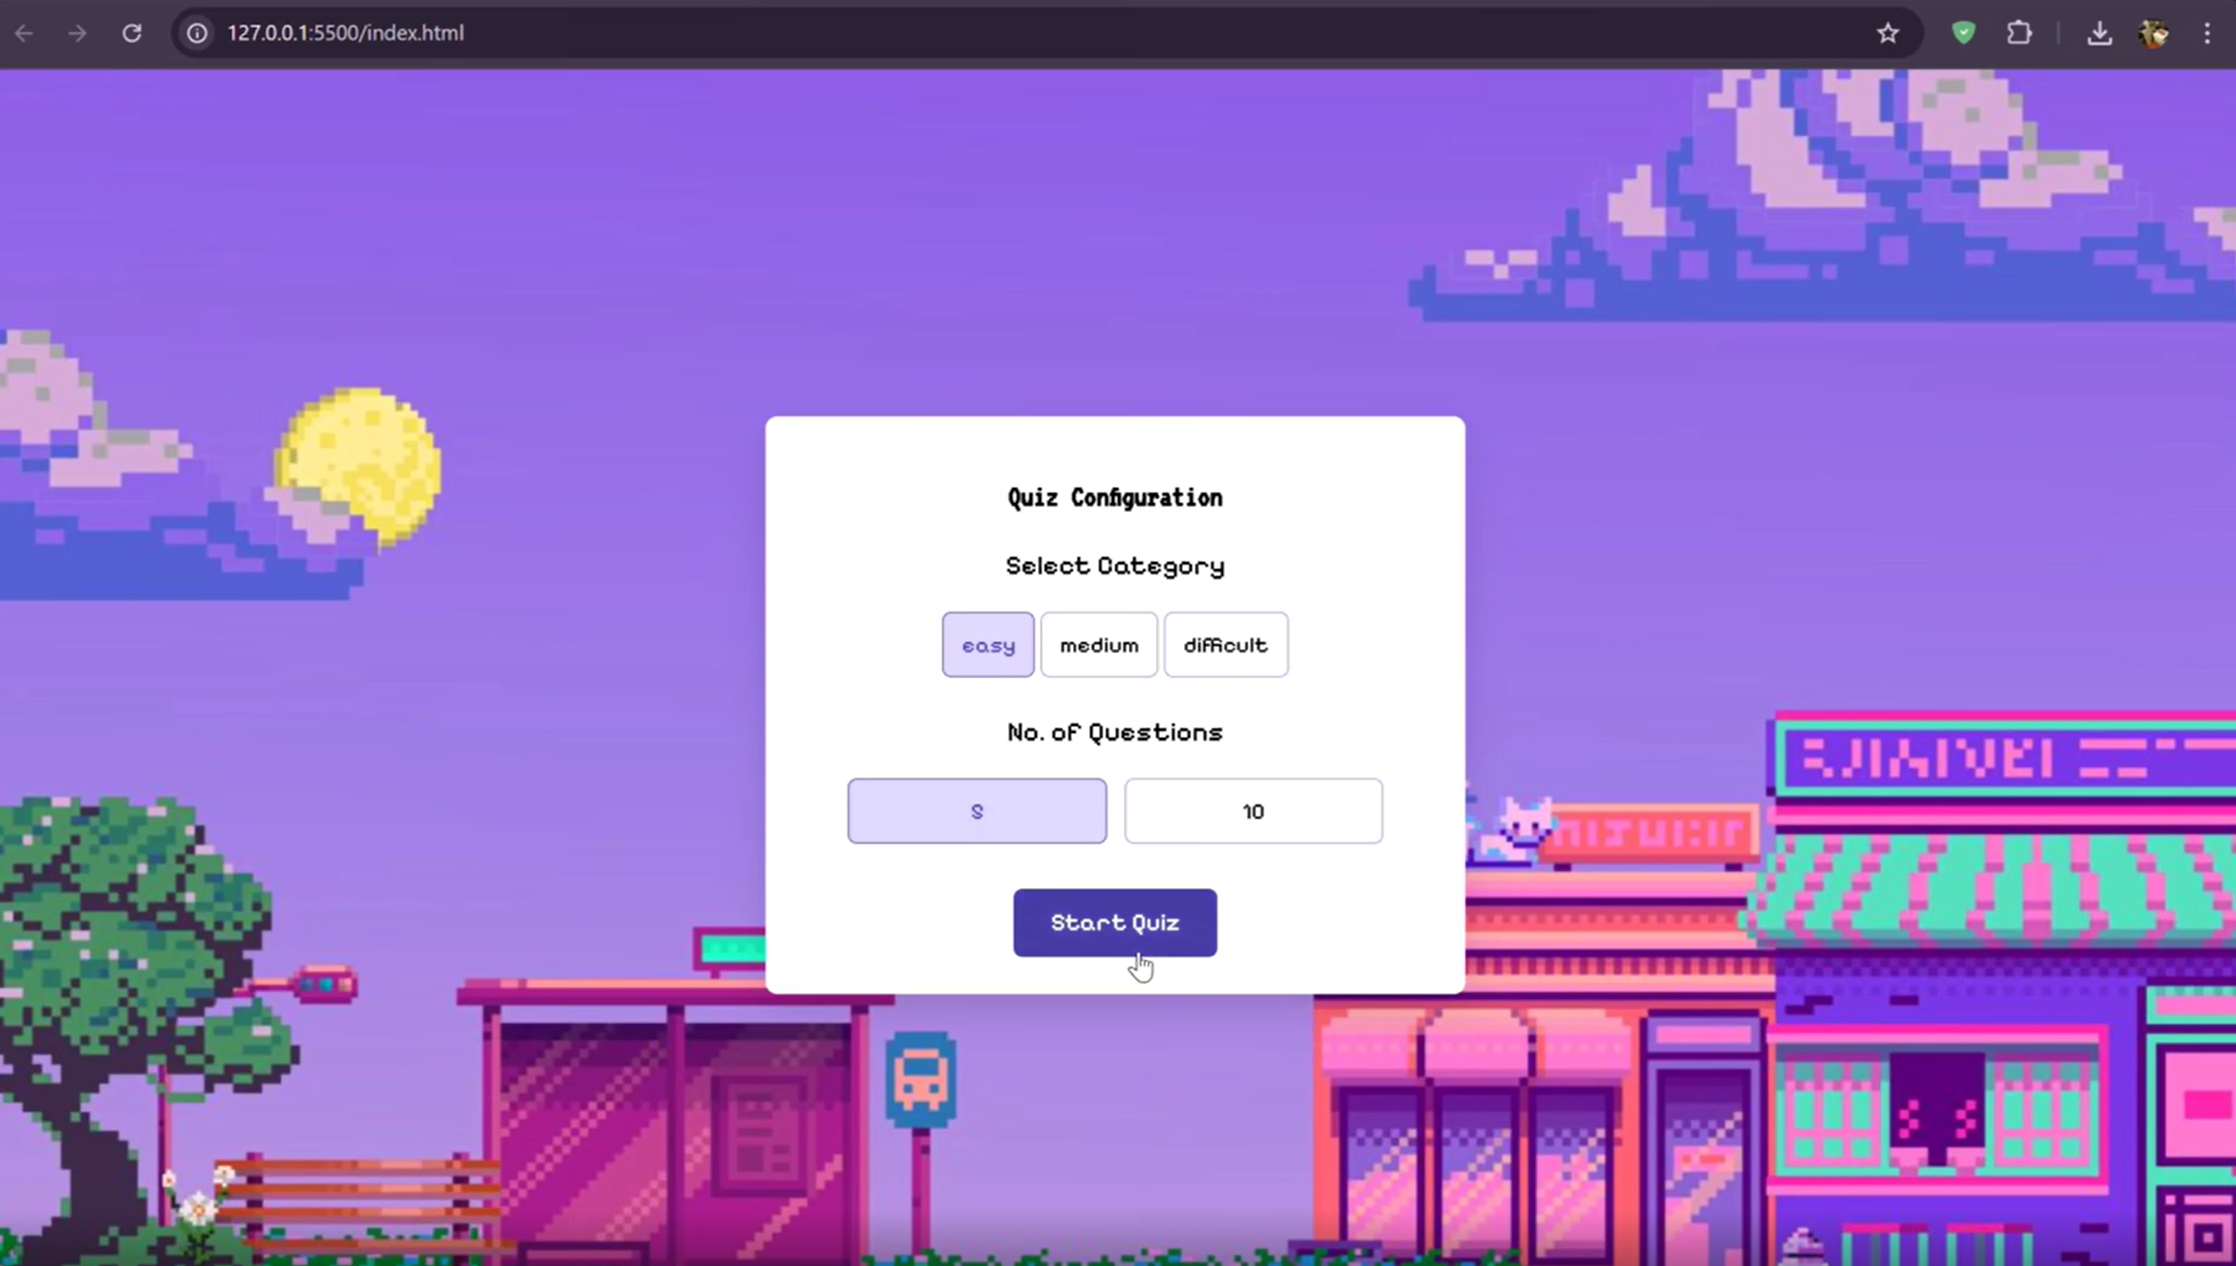 127.0.0.1:5500/index.html
Quiz Configuration
Select Category
easy medium difficult
No. of Questions
5 10
Start Quiz